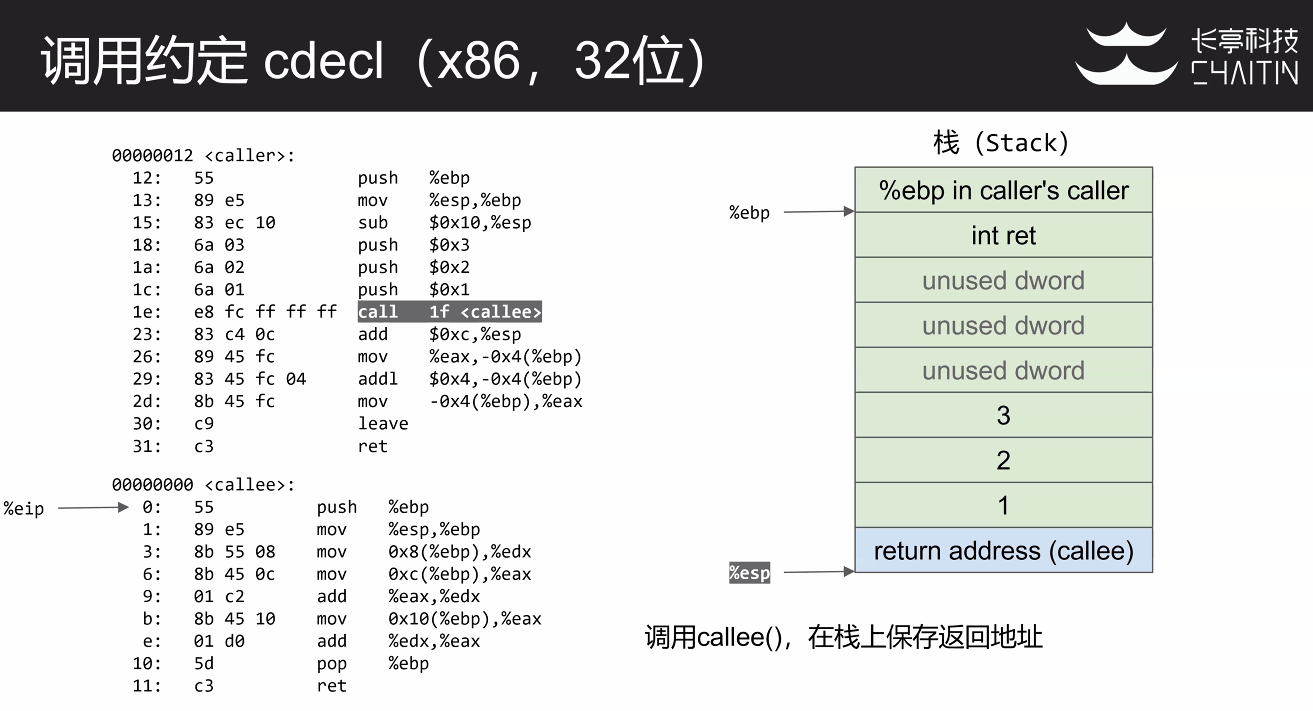 调用约定 cdecl（x86，32位）
长亭科技
CHAITIN
00000012 <caller>:
12: 55 push %ebp
13: 89 e5 mov %esp,%ebp
15: 83 ec 10 sub $0x10,%esp
18: 6a 03 push $0x3
1a: 6a 02 push $0x2
1c: 6a 01 push $0x1
1e: e8 fc ff ff ff call 1f <callee>
23: 83 c4 0c add $0xc,%esp
26: 89 45 fc mov %eax,-0x4(%ebp)
29: 83 45 fc 04 addl $0x4,-0x4(%ebp)
2d: 8b 45 fc mov -0x4(%ebp),%eax
30: c9 leave
31: c3 ret
00000000 <callee>:
%eip
0: 55 push %ebp
1: 89 e5 mov %esp,%ebp
3: 8b 55 08 mov 0x8(%ebp),%edx
6: 8b 45 0c mov 0xc(%ebp),%eax
9: 01 c2 add %eax,%edx
b: 8b 45 10 mov 0x10(%ebp),%eax
e: 01 d0 add %edx,%eax
10: 5d pop %ebp
11: c3 ret
栈（Stack）
%ebp in caller's caller
%ebp
int ret
unused dword
unused dword
unused dword
3
2
1
return address (callee)
%esp
调用callee()，在栈上保存返回地址